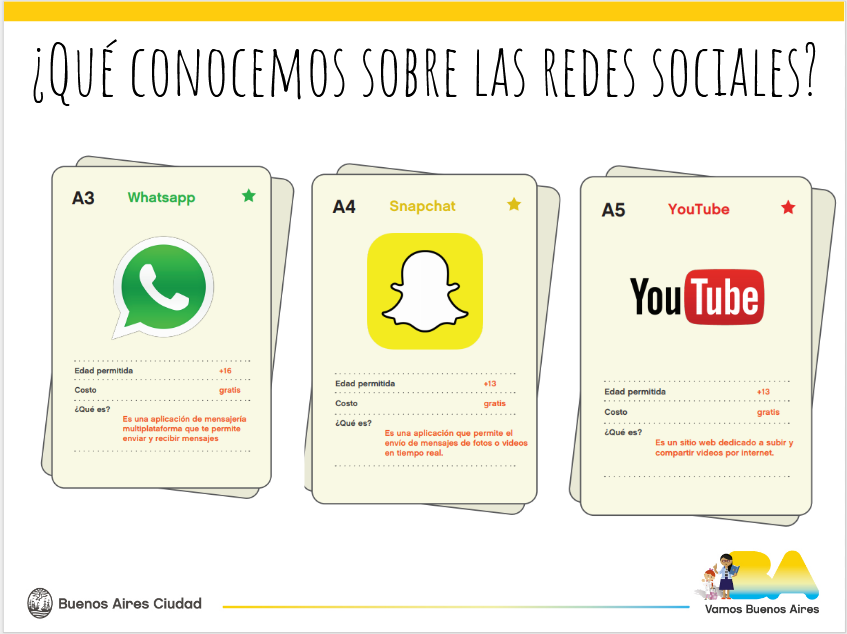 ¿QUÉ CONOCEMOS SOBRE LAS REDES SOCIALES?
A3 Whatsapp
Edad permitida +16
Costo gratis
¿Qué es?
Es una aplicación de mensajería
multiplataforma que te permite
enviar y recibir mensajes
A4 Snapchat
Edad permitida +13
Costo gratis
¿Qué es?
Es una aplicación que permite el
envío de mensajes de fotos o videos
en tiempo real.
A5 YouTube
YouTube
Edad permitida +13
Costo gratis
¿Qué es?
Es un sitio web dedicado a subir y
compartir videos por internet.
Buenos Aires Ciudad
BA
Vamos Buenos Aires